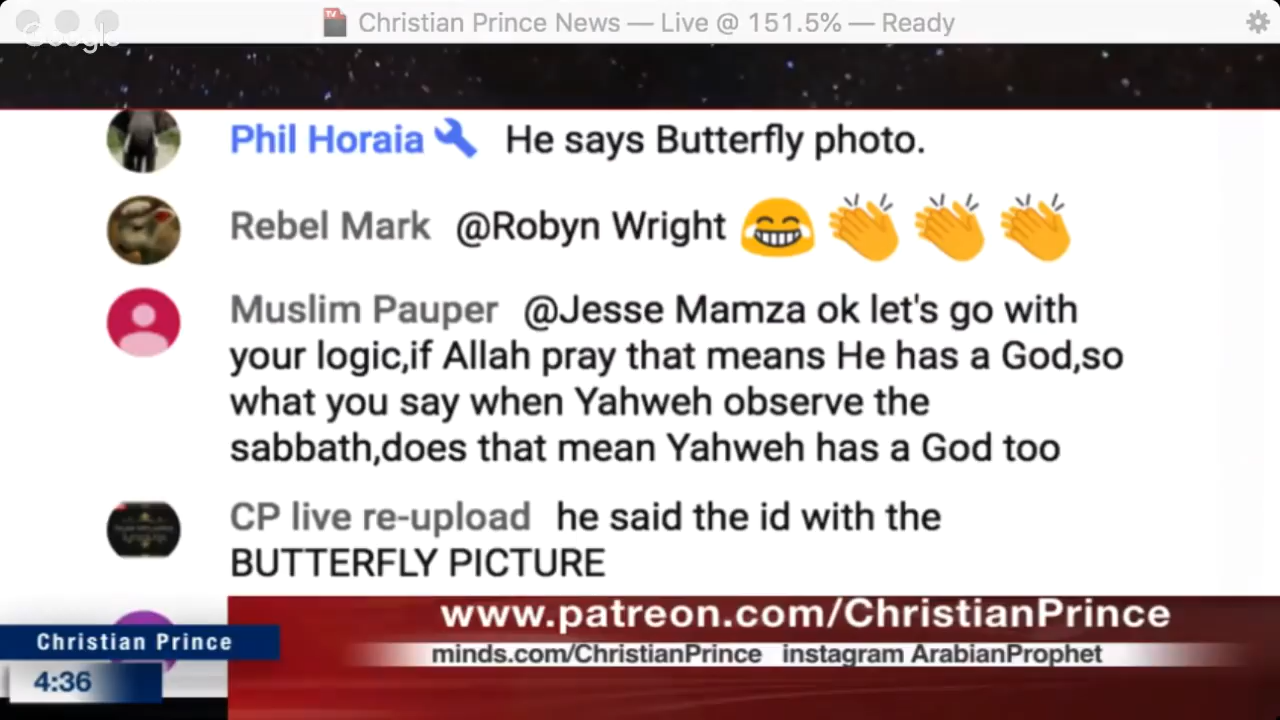 Christian Prince News — Live @ 151.5% — Ready
Google
Phil Horaia He says Butterfly photo.
Rebel Mark @Robyn Wright
Muslim Pauper @Jesse Mamza ok let's go with
your logic,if Allah pray that means He has a God,so
what you say when Yahweh observe the
sabbath,does that mean Yahweh has a God too
CP live re-upload he said the id with the
BUTTERFLY PICTURE
www.patreon.com/ChristianPrince
Christian Prince
minds.com/ChristianPrince instagram ArabianProphet
4:36